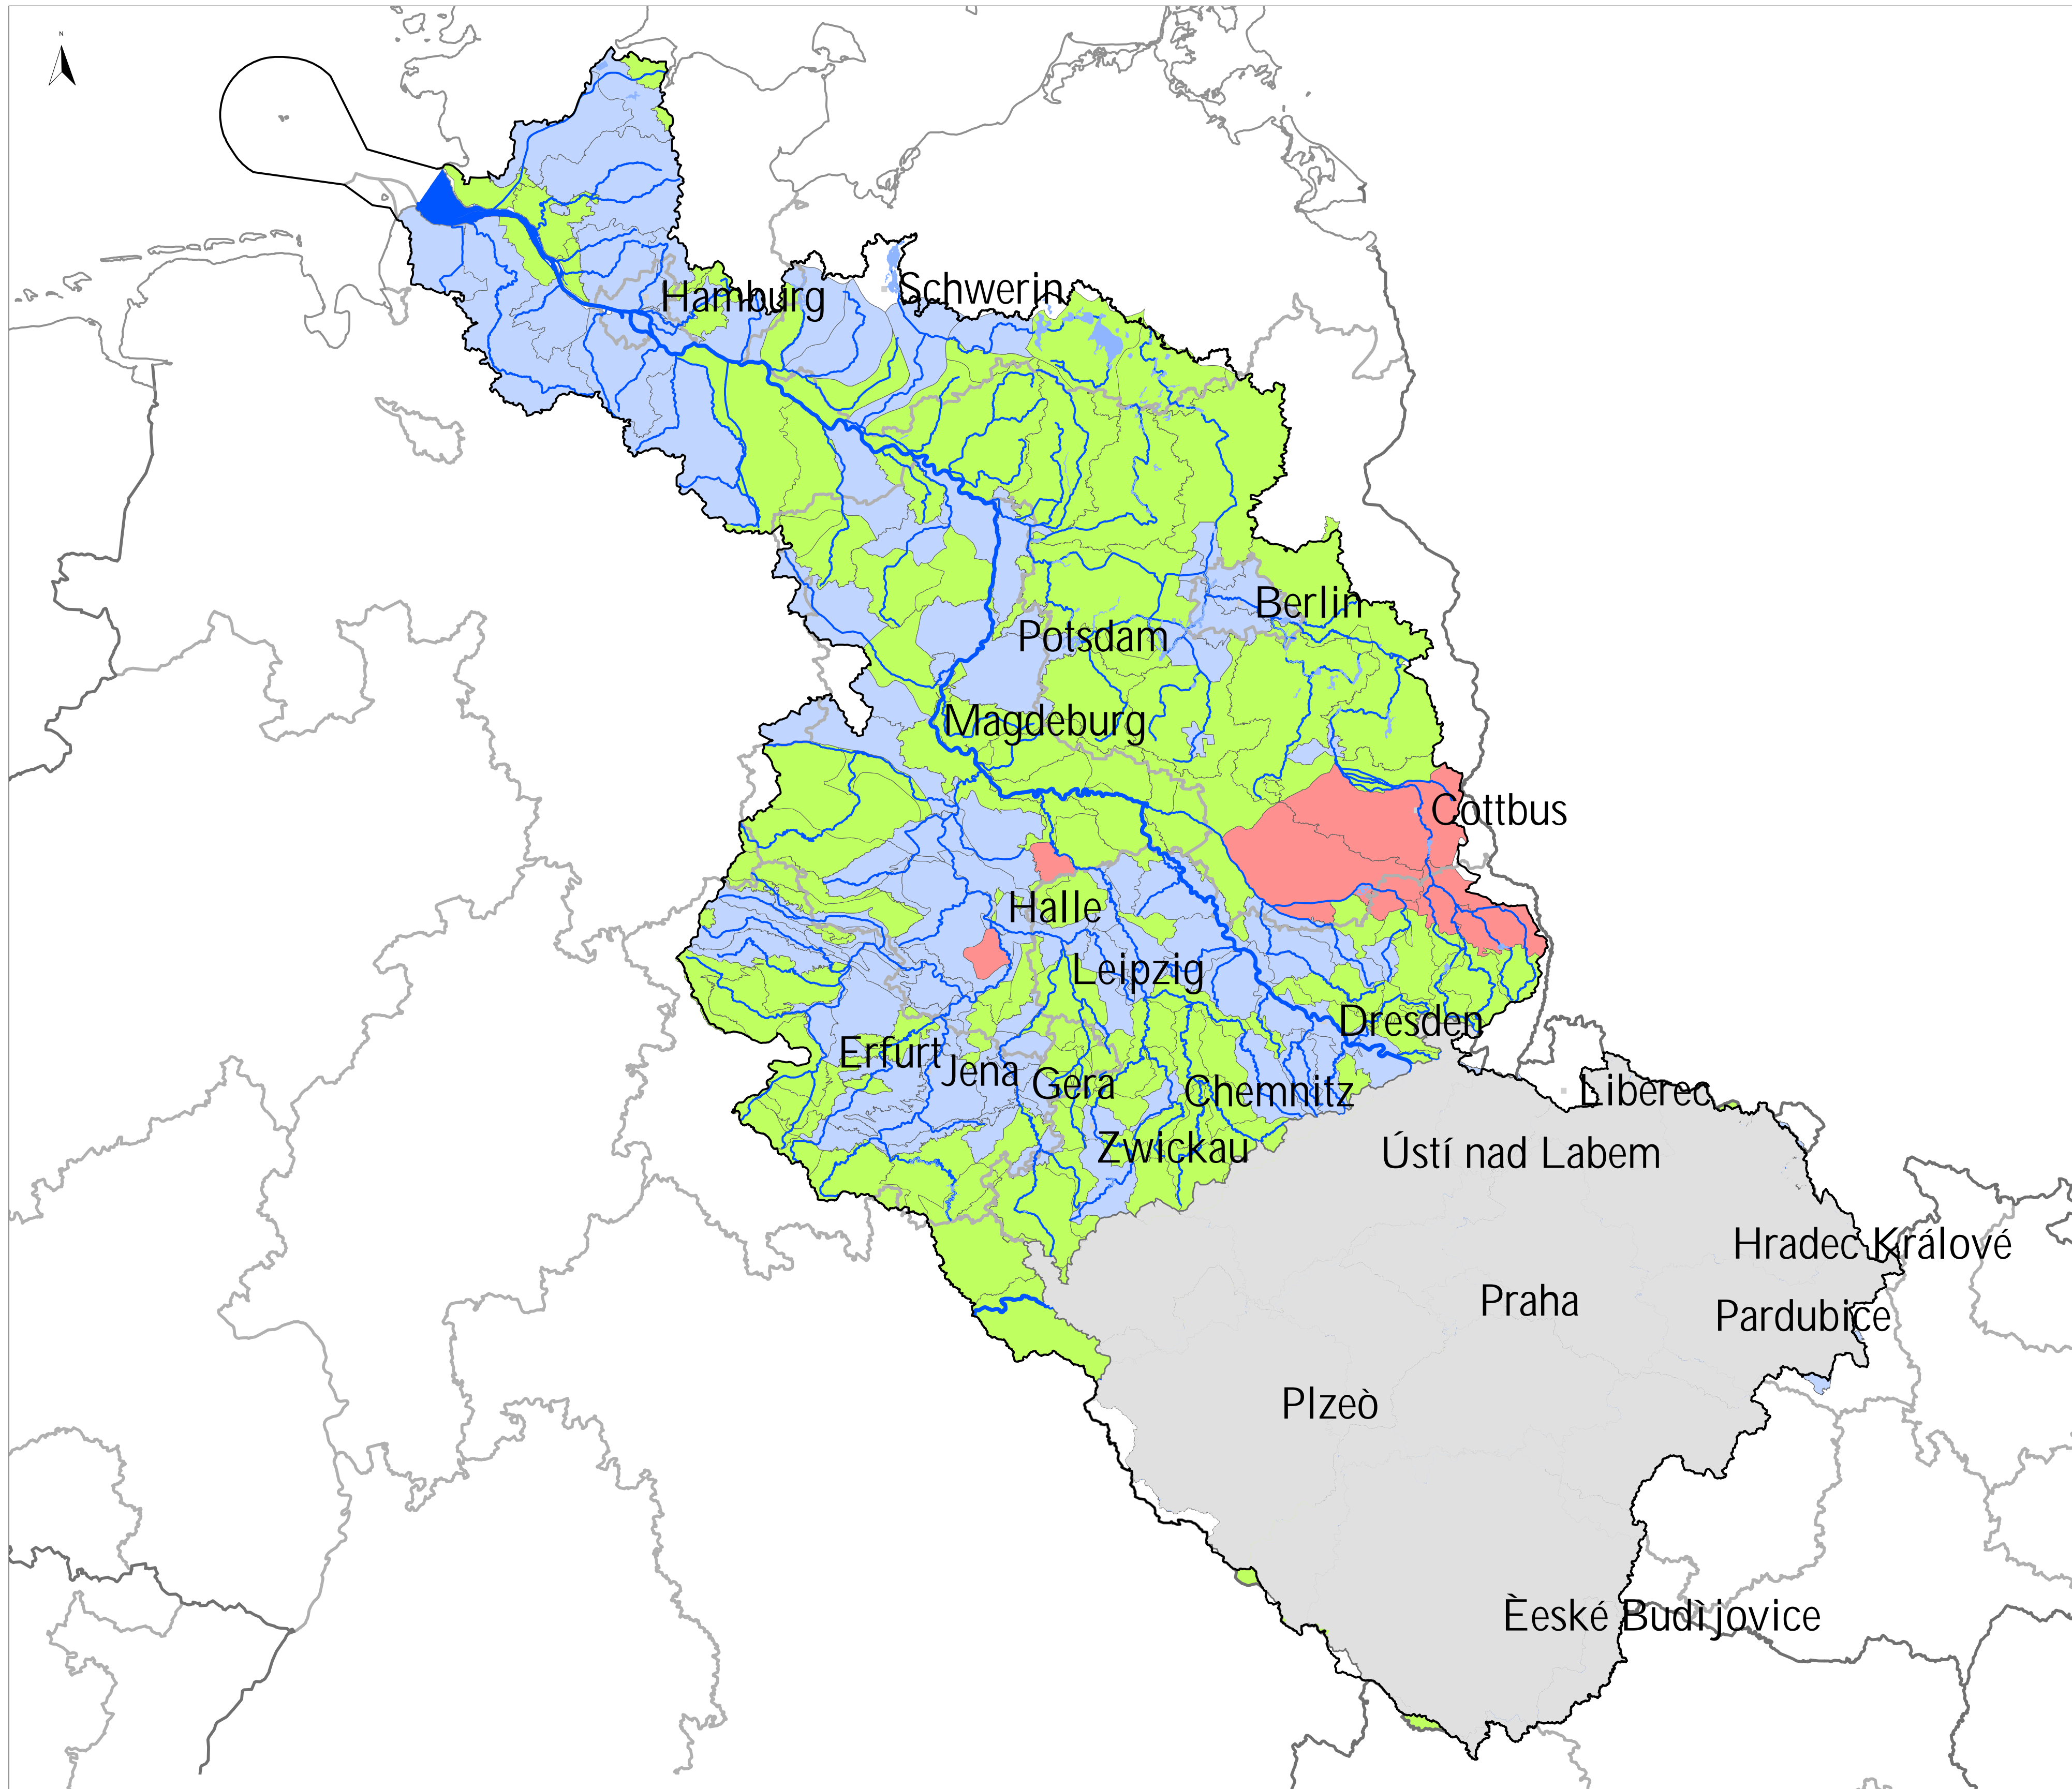 N
Schwerin
Hamburg
Berlin
Potsdam
Magdeburg
Cottbus
Halle
Leipzig
Dresden
Erfurt
Jena
Gera
Chemnitz
Liberec
Zwickau
Ústí nad Labem
Hradec Králové
Praha
Pardubice
Plzeò
Èeské Budìjovice